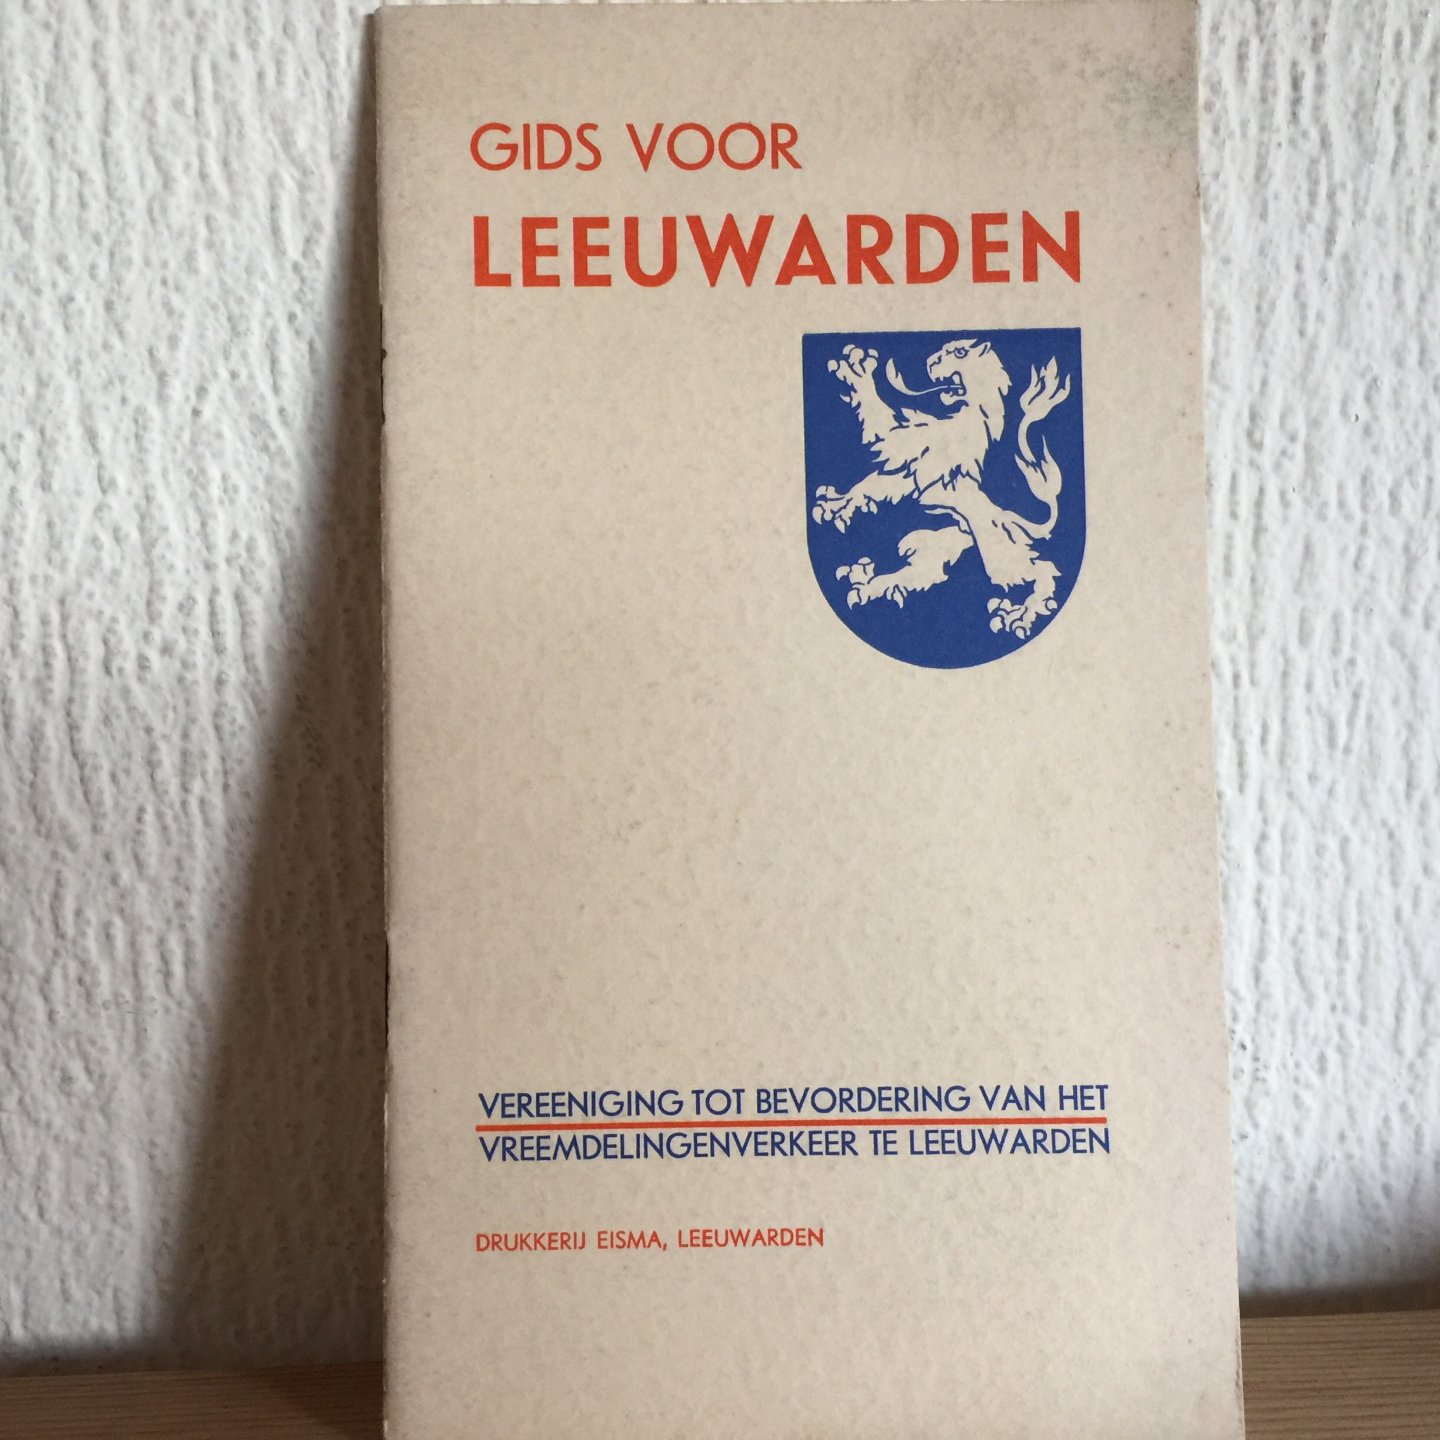 GIDS VOOR
LEEUWARDEN
VEREENIGING TOT BEVORDERING VAN HET
VREEMDELINGENVERKEER TE LEEUWARDEN
DRUKKERIJ EISMA, LEEUWARDEN